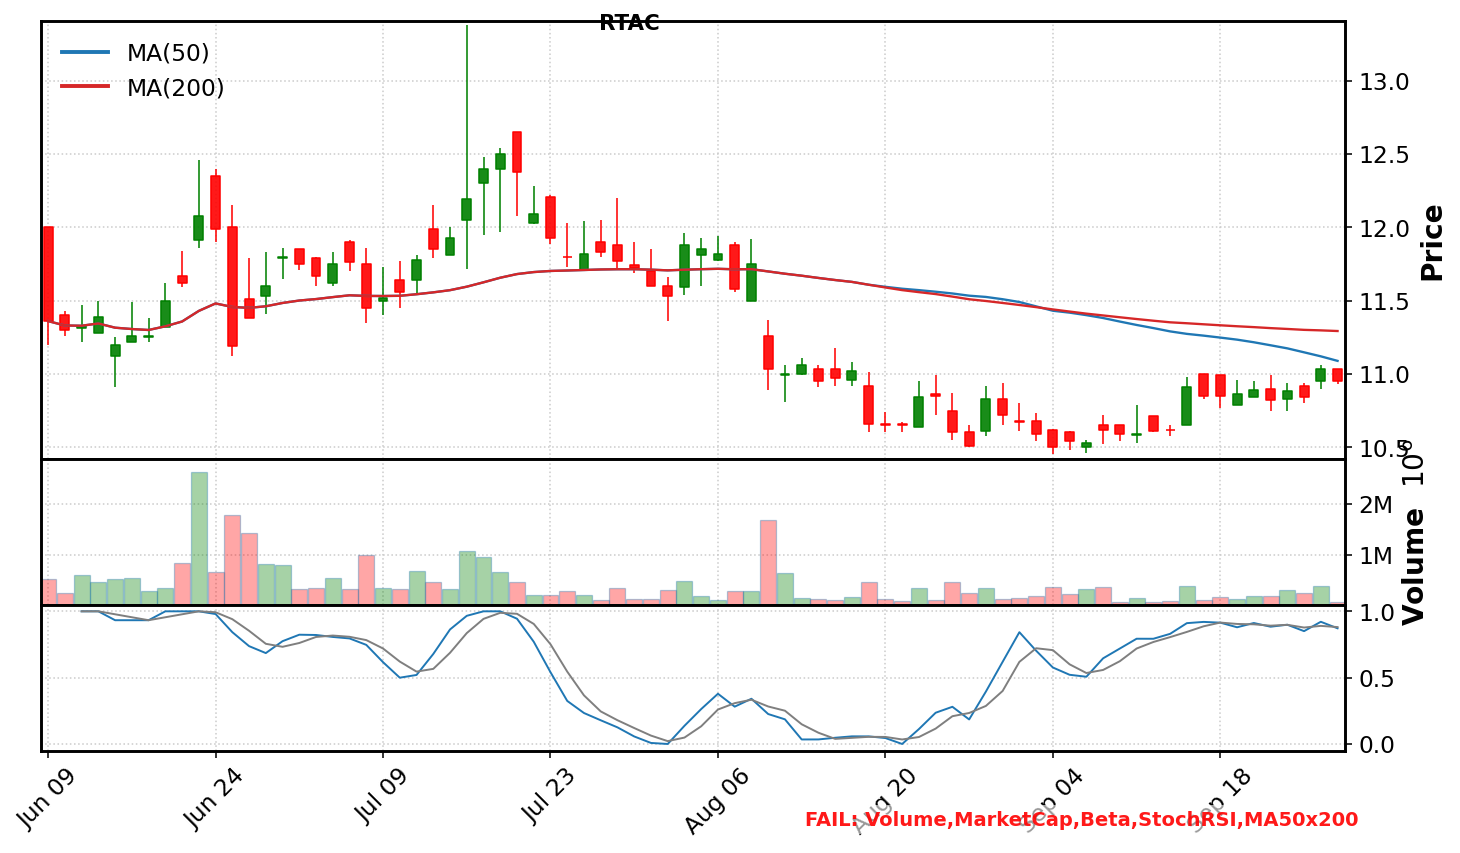 RTAC
MA(50)
MA(200)
13.0
12.5
12.0
11.5
11.0
10.5
Price
10⁶
Volume
2M
1M
1.0
0.5
0.0
Jun 09
Jun 24
Jul 09
Jul 23
Aug 06
Aug 20
Sep 04
Sep 18
FAIL: Volume,MarketCap,Beta,StochRSI,MA50x200